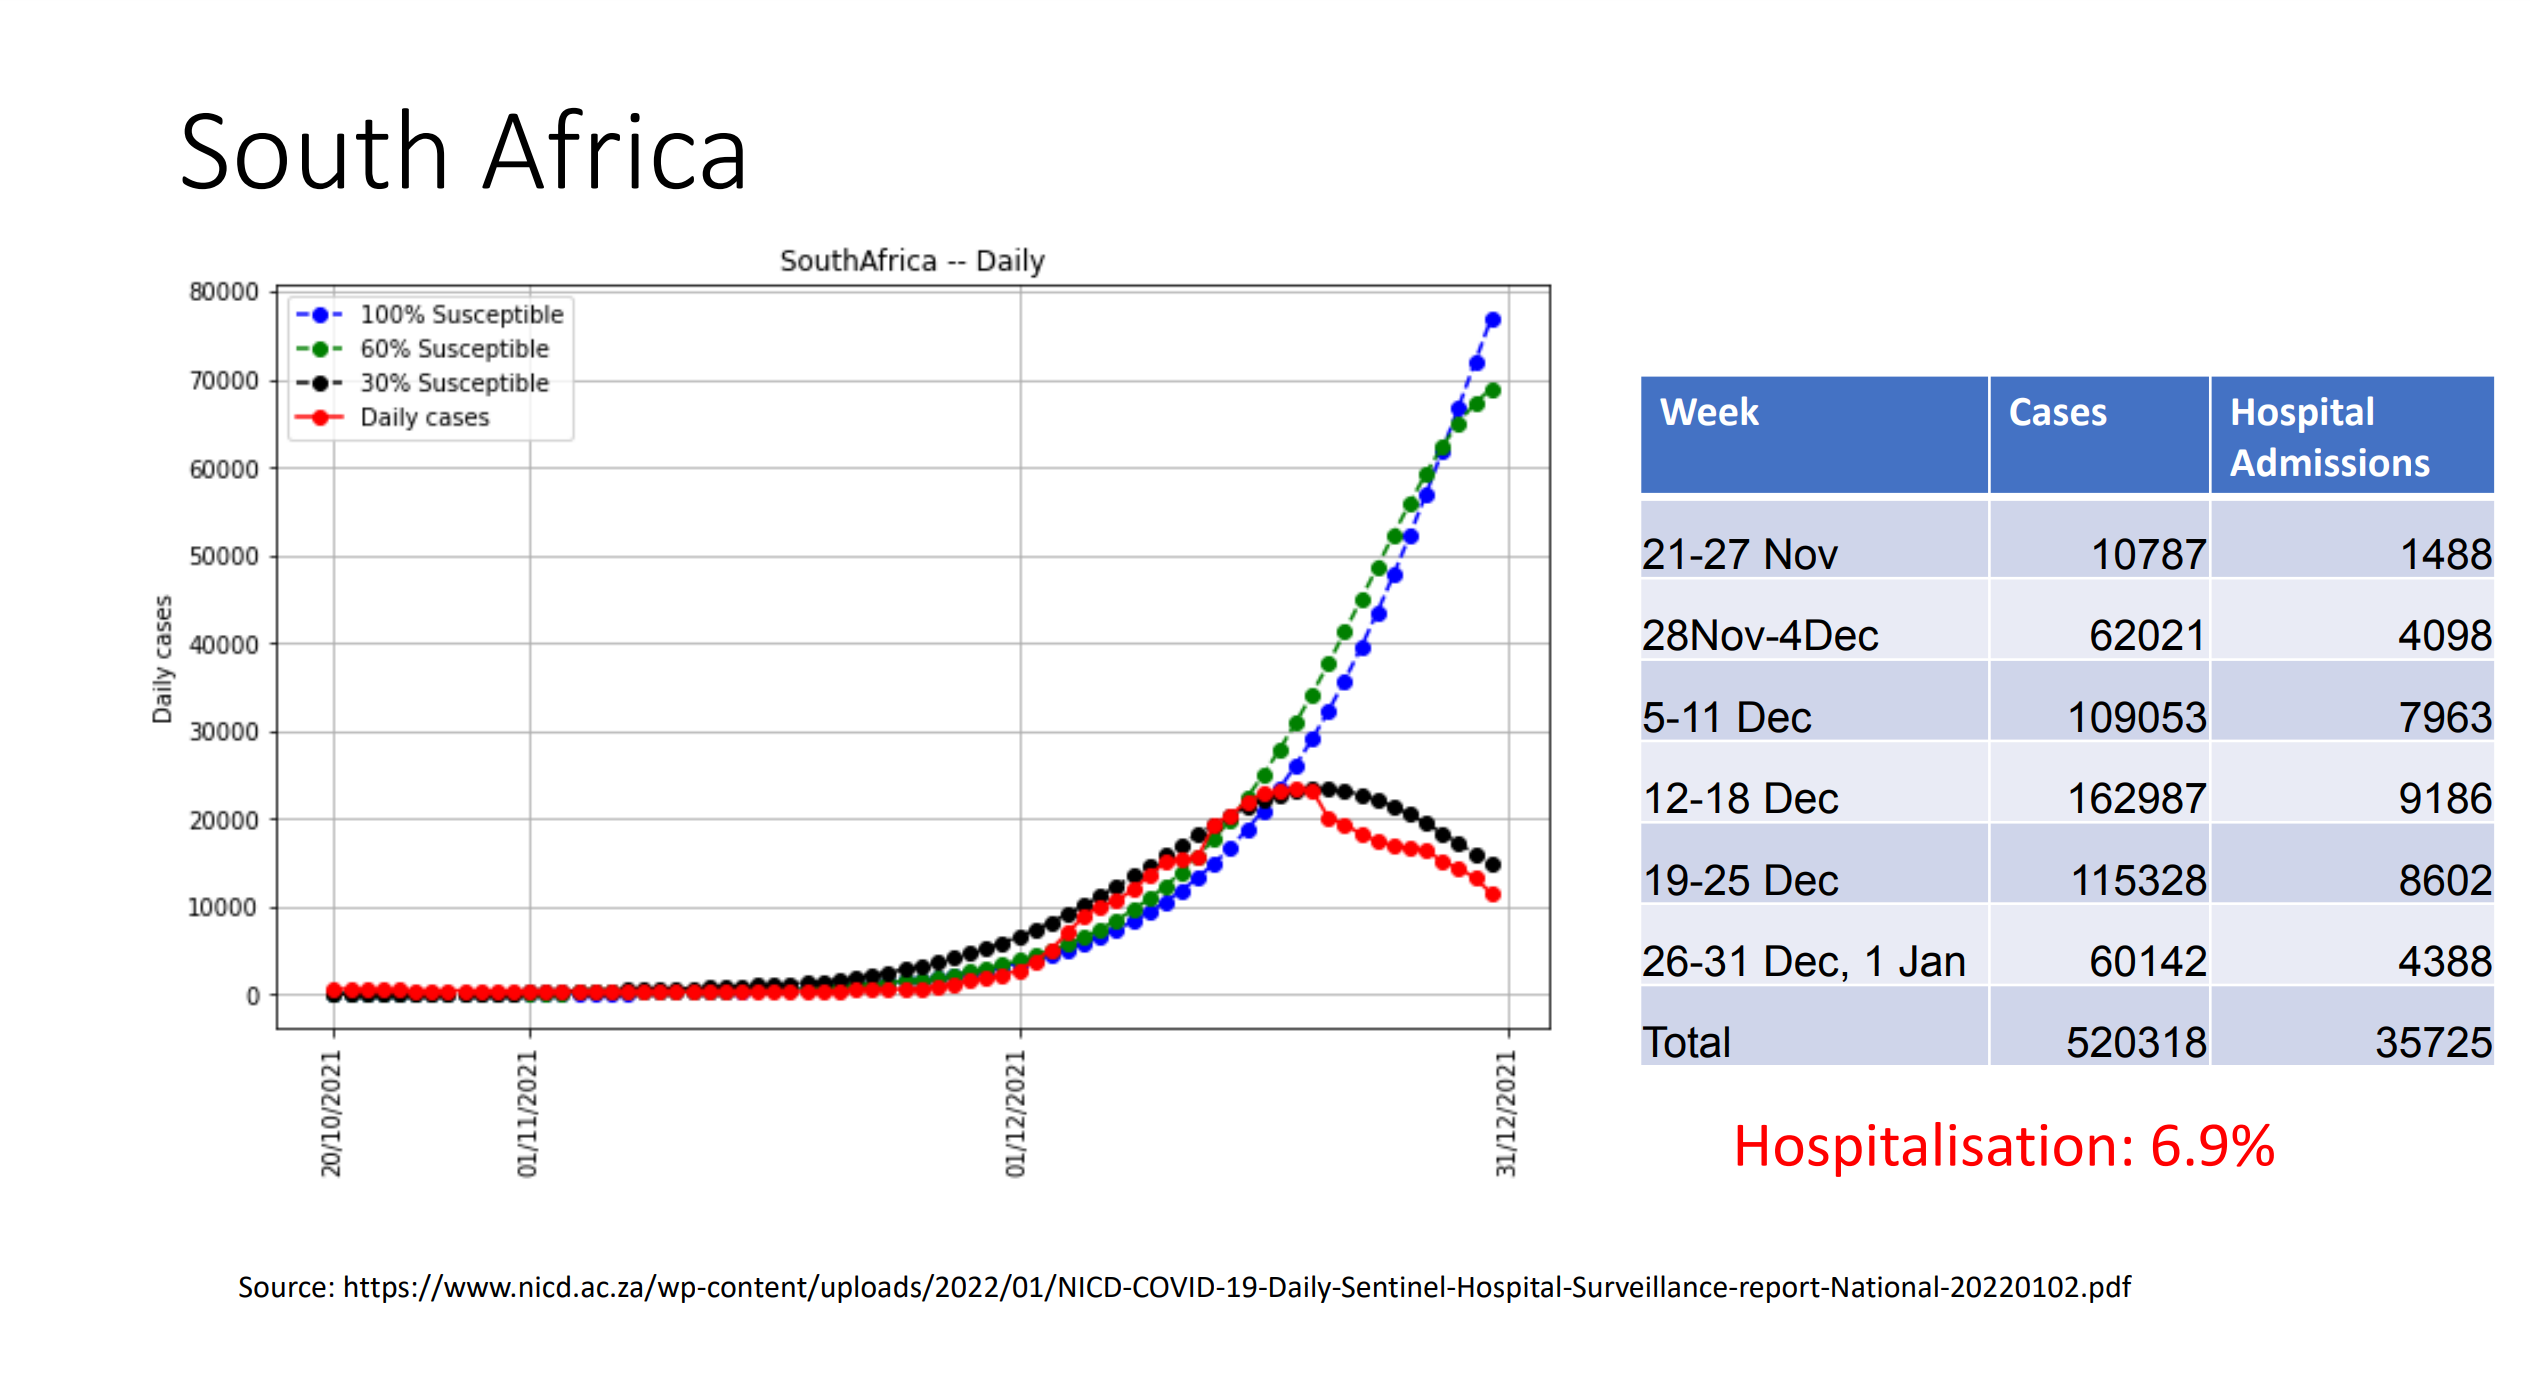 South Africa
SouthAfrica -- Daily
80000
70000
60000
50000
40000
30000
20000
10000
0
Daily cases
100% Susceptible
60% Susceptible
30% Susceptible
Daily cases
20/10/2021
01/11/2021
01/12/2021
31/12/2021
Week Cases Hospital
Admissions
21-27 Nov 10787 1488
28Nov-4Dec 62021 4098
5-11 Dec 109053 7963
12-18 Dec 162987 9186
19-25 Dec 115328 8602
26-31 Dec, 1 Jan 60142 4388
Total 520318 35725
Hospitalisation: 6.9%
Source: https://www.nicd.ac.za/wp-content/uploads/2022/01/NICD-COVID-19-Daily-Sentinel-Hospital-Surveillance-report-National-20220102.pdf